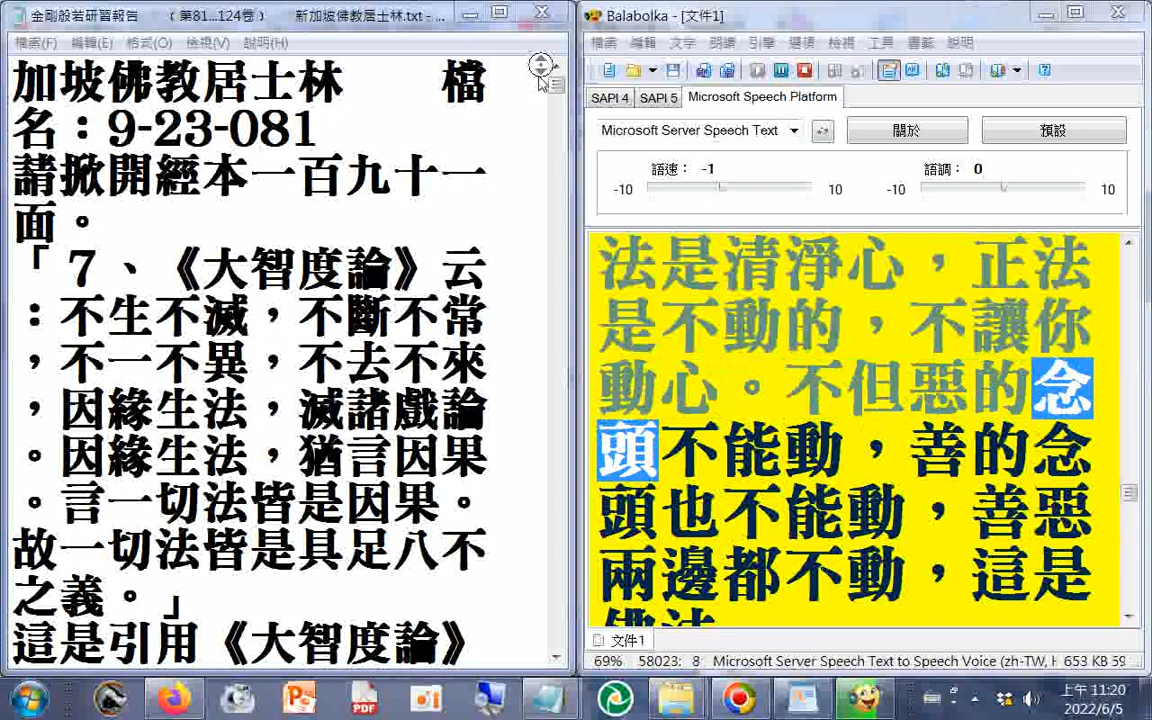 金剛般若研習報告　（第81...124卷）　新加坡佛教居士林.txt - ...
檔案(F) 編輯(E) 格式(O) 檢視(V) 說明(H)
加坡佛教居士林　　檔
名：9-23-081
請掀開經本一百九十一
面。
「７、《大智度論》云
：不生不滅，不斷不常
，不一不異，不去不來
，因緣生法，滅諸戲論
。因緣生法，猶言因果
。言一切法皆是因果。
故一切法皆是具足八不
之義。」
這是引用《大智度論》
Balabolka - [文件1]
檔案 編輯 文字 朗讀 引擎 選項 檢視 工具 書籤 說明
SAPI 4 SAPI 5 Microsoft Speech Platform
Microsoft Server Speech Text 關於 預設
語速： -1 語調： 0
-10 10 -10 10
法是清淨心，正法
是不動的，不讓你
動心。不但惡的念
頭不能動，善的念
頭也不能動，善惡
兩邊都不動，這是
佛法
文件1
69% 58023: 8 Microsoft Server Speech Text to Speech Voice (zh-TW, H 653 KB 59
PDF
上午 11:20
2022/6/5